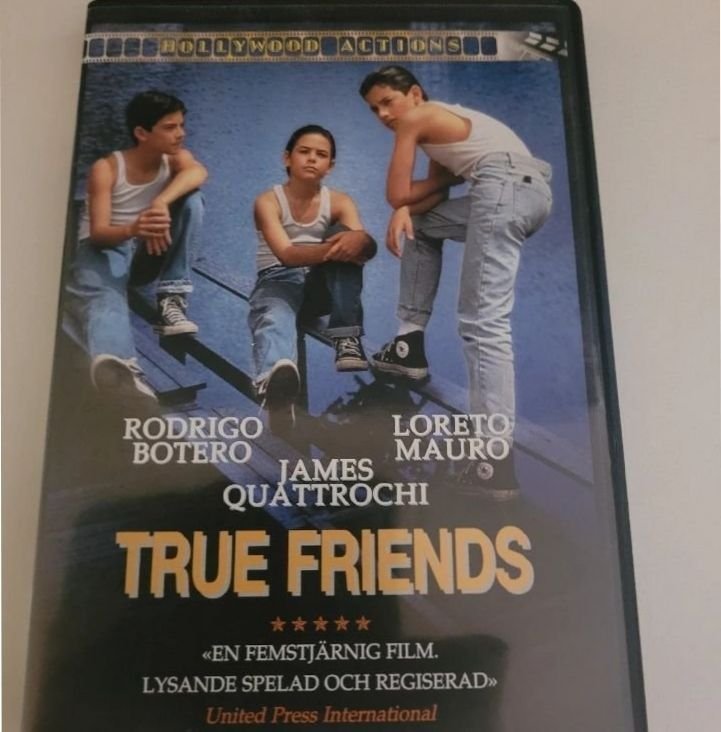 HOLLYWOOD ACTIONS
RODRIGO
BOTERO
LORETO
MAURO
JAMES
QUATTROCHI
TRUE FRIENDS
«EN FEMSTJÄRNIG FILM.
LYSANDE SPELAD OCH REGISERAD»
United Press International